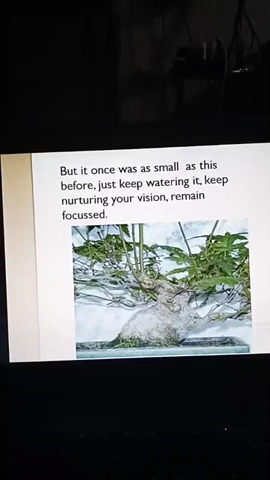 But it once was as small as this
before, just keep watering it, keep
nurturing your vision, remain
focussed.